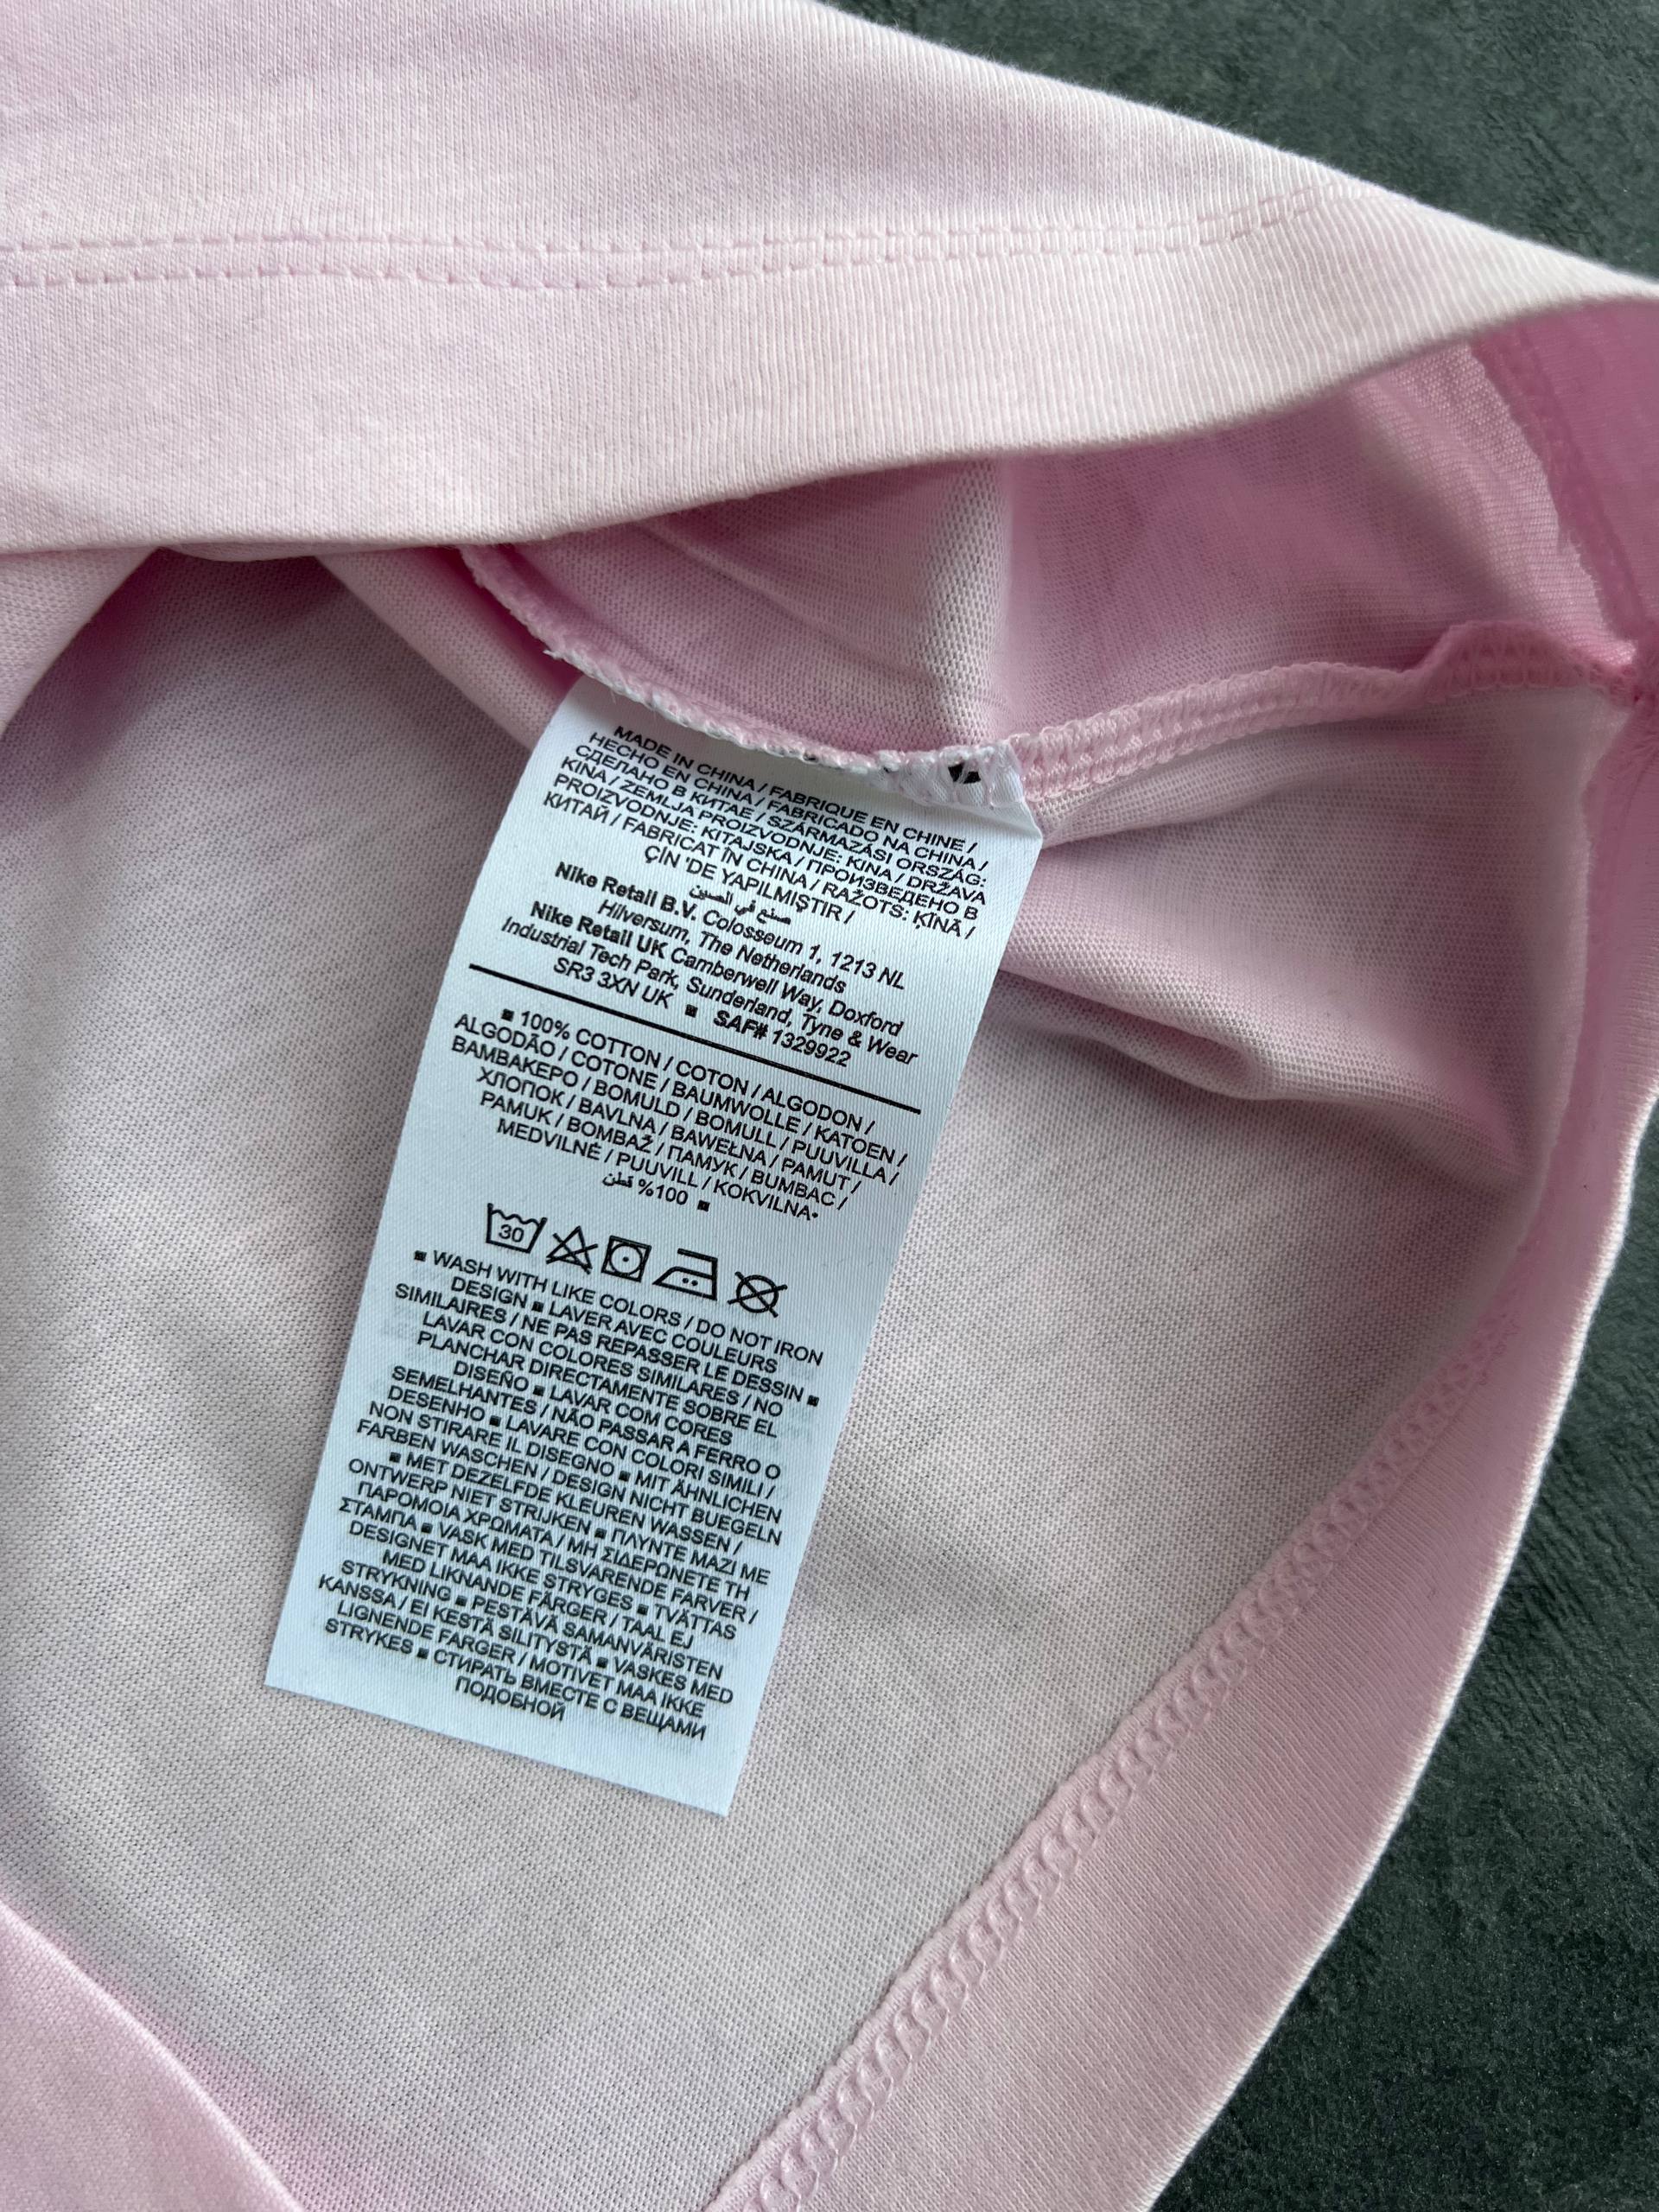 MADE IN CHINA / FABRIQUE EN CHINE /
HECHO EN CHINA / FABRICADO NA CHINA /
СДЕЛАНО В КИТАЕ / SZÁRMAZÁSI ORSZÁG:
KÍNA / ZEMLJA PROIZVODNJE: KINA / DRŽAVA
PROIZVODNJE: KITAJSKA / ПРОИЗВЕДЕНО В
КИТАЙ / FABRICAT ÎN CHINA / RAŽOTS: ĶĪNĀ /
ÇİN 'DE YAPILMIŞTIR /
صنع في الصين
Nike Retail B.V. Colosseum 1, 1213 NL
Hilversum, The Netherlands
Nike Retail UK Camberwell Way, Doxford
Industrial Tech Park, Sunderland, Tyne & Wear
SR3 3XN UK ▪ SAF# 1329922
▪ 100% COTTON / COTON / ALGODON /
ALGODÃO / COTONE / BAUMWOLLE / KATOEN /
ΒΑΜΒΑΚΕΡΟ / BOMULD / BOMULL / PUUVILLA /
ХЛОПОК / BAVLNA / BAWEŁNA / PAMUT /
PAMUK / BOMBAŽ / ПАМУК / BUMBAC /
MEDVILNĖ / PUUVILL / KOKVILNA•
100% قطن ▪
30
▪ WASH WITH LIKE COLORS / DO NOT IRON
DESIGN ▪ LAVER AVEC COULEURS
SIMILAIRES / NE PAS REPASSER LE DESSIN ▪
LAVAR CON COLORES SIMILARES / NO
PLANCHAR DIRECTAMENTE SOBRE EL
DISEÑO ▪ LAVAR COM CORES
SEMELHANTES / NÃO PASSAR A FERRO O
DESENHO ▪ LAVARE CON COLORI SIMILI /
NON STIRARE IL DISEGNO ▪ MIT ÄHNLICHEN
FARBEN WASCHEN / DESIGN NICHT BUEGELN
▪ MET DEZELFDE KLEUREN WASSEN /
ONTWERP NIET STRIJKEN ▪ ΠΛΥΝΤΕ ΜΑΖΙ ΜΕ
ΠΑΡΟΜΟΙΑ ΧΡΩΜΑΤΑ / ΜΗ ΣΙΔΕΡΩΝΕΤΕ ΤΗ
ΣΤΑΜΠΑ ▪ VASK MED TILSVARENDE FARVER /
DESIGNET MAA IKKE STRYGES ▪ TVÄTTAS
MED LIKNANDE FÄRGER / TAAL EJ
STRYKNING ▪ PESTÄVÄ SAMANVÄRISTEN
KANSSA / EI KESTÄ SILITYSTÄ ▪ VASKES MED
LIGNENDE FARGER / MOTIVET MAA IKKE
STRYKES ▪ СТИРАТЬ ВМЕСТЕ С ВЕЩАМИ
ПОДОБНОЙ